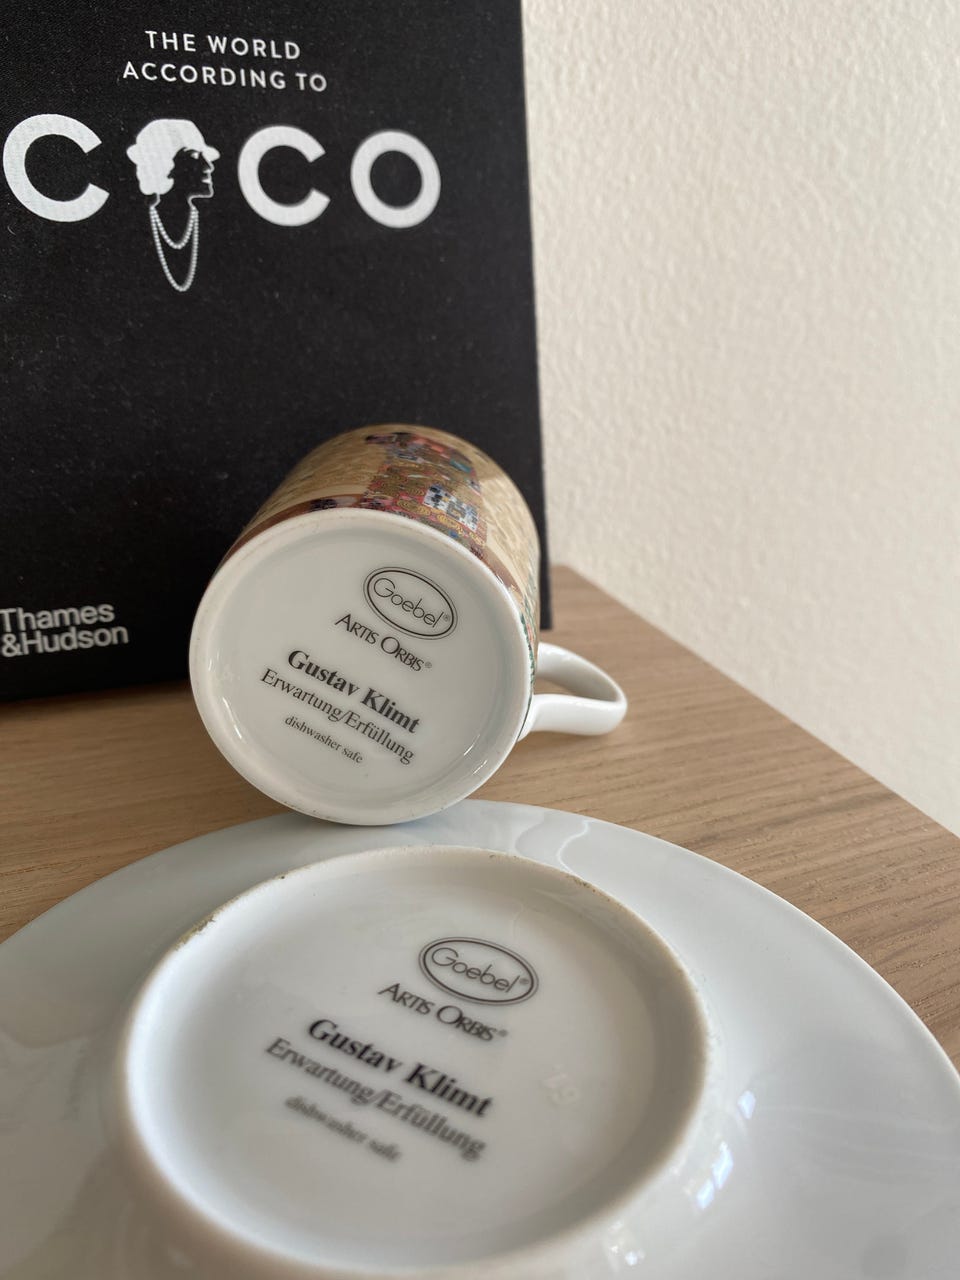 THE WORLD
ACCORDING TO
COCO
Thames
&Hudson
Goebel®
ARTIS ORBIS®
Gustav Klimt
Erwartung/Erfüllung
dishwasher safe
Goebel®
ARTIS ORBIS®
Gustav Klimt
Erwartung/Erfüllung
dishwasher safe